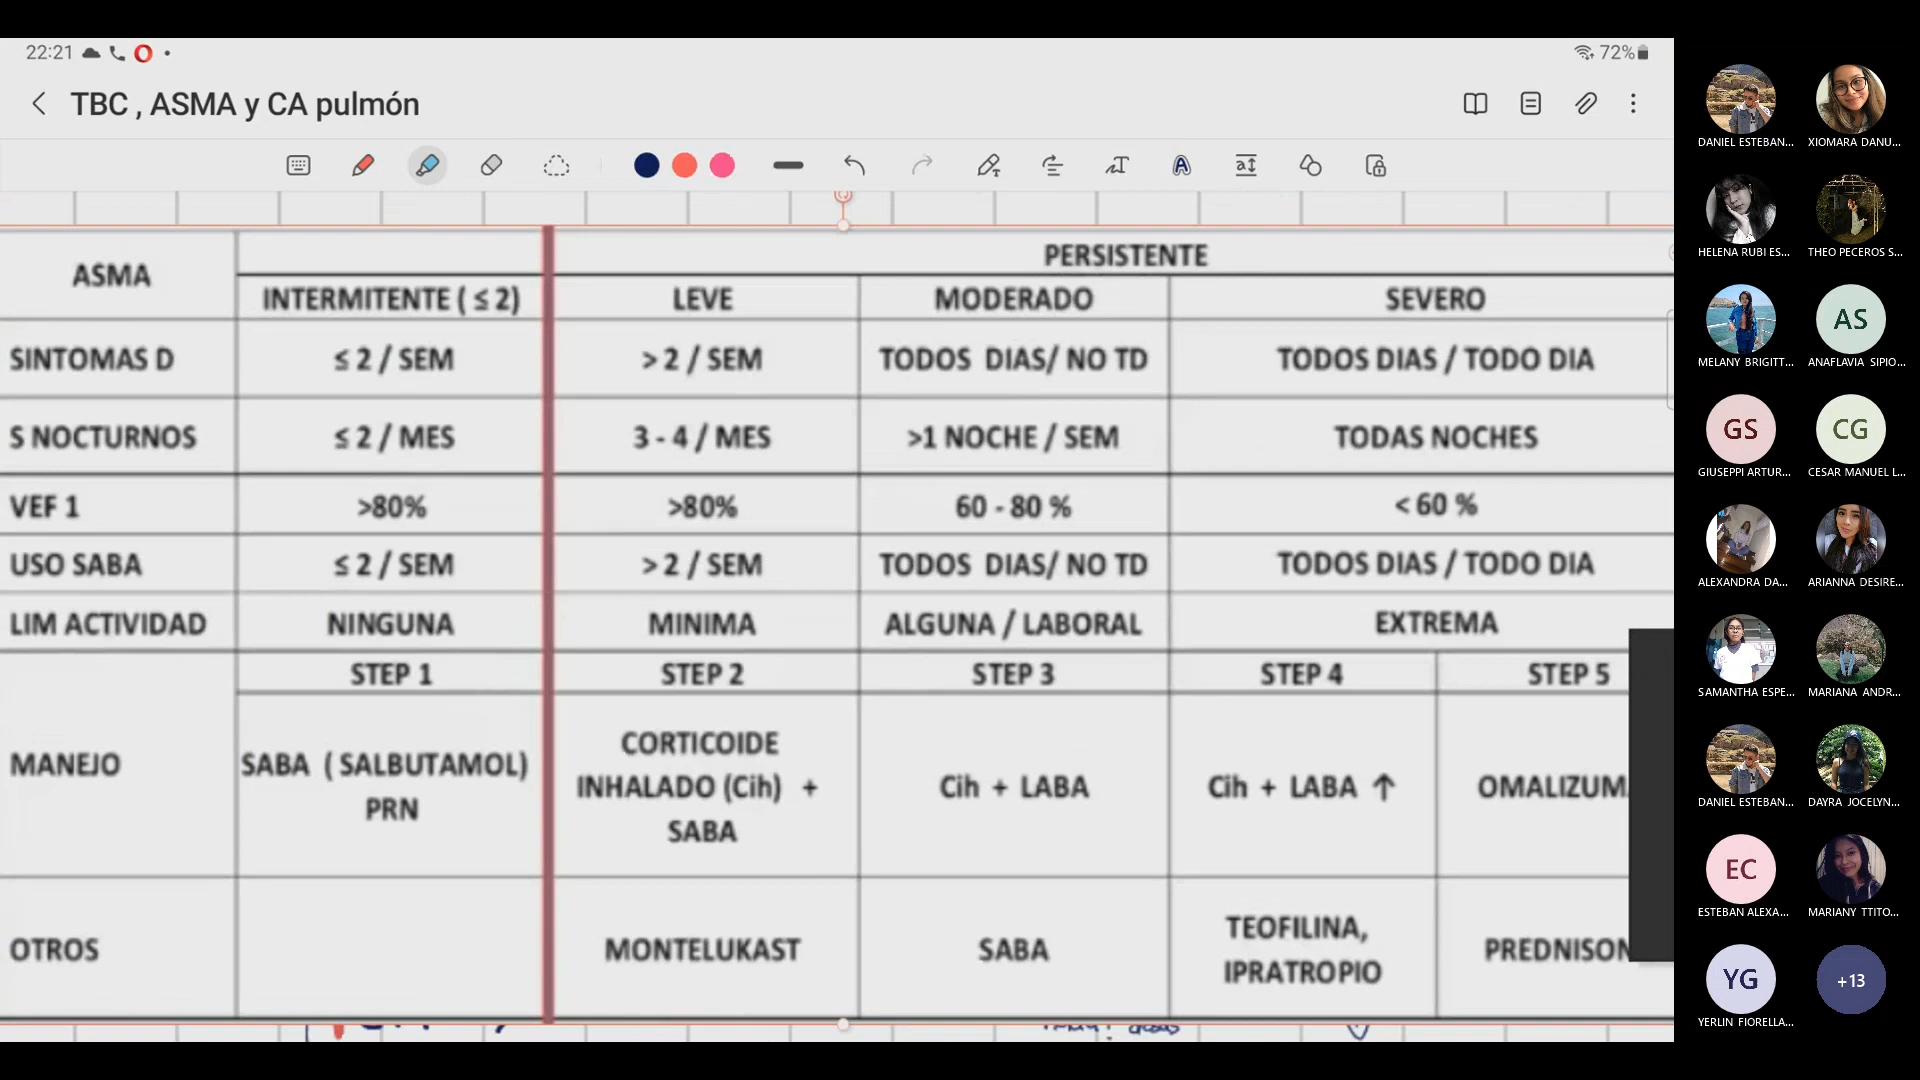 22:21
72%
TBC , ASMA y CA pulmón
ASMA
PERSISTENTE
INTERMITENTE ( ≤ 2)
LEVE
MODERADO
SEVERO
SINTOMAS D
≤ 2 / SEM
> 2 / SEM
TODOS DIAS/ NO TD
TODOS DIAS / TODO DIA
S NOCTURNOS
≤ 2 / MES
3 - 4 / MES
>1 NOCHE / SEM
TODAS NOCHES
VEF 1
>80%
>80%
60 - 80 %
< 60 %
USO SABA
≤ 2 / SEM
> 2 / SEM
TODOS DIAS/ NO TD
TODOS DIAS / TODO DIA
LIM ACTIVIDAD
NINGUNA
MINIMA
ALGUNA / LABORAL
EXTREMA
STEP 1
STEP 2
STEP 3
STEP 4
STEP 5
MANEJO
SABA ( SALBUTAMOL)
PRN
CORTICOIDE
INHALADO (Cih) +
SABA
Cih + LABA
Cih + LABA ↑
OMALIZUM
OTROS
MONTELUKAST
SABA
TEOFILINA,
IPRATROPIO
PREDNISON
DANIEL ESTEBAN...
XIOMARA DANU...
HELENA RUBI ES...
THEO PECEROS S...
MELANY BRIGITT...
AS
ANAFLAVIA SIPIO...
GS
GIUSEPPI ARTUR...
CG
CESAR MANUEL L...
ALEXANDRA DA...
ARIANNA DESIRE...
SAMANTHA ESPE...
MARIANA ANDR...
DANIEL ESTEBAN...
DAYRA JOCELYN...
EC
ESTEBAN ALEXA...
MARIANY TTITO...
YG
YERLIN FIORELLA...
+13